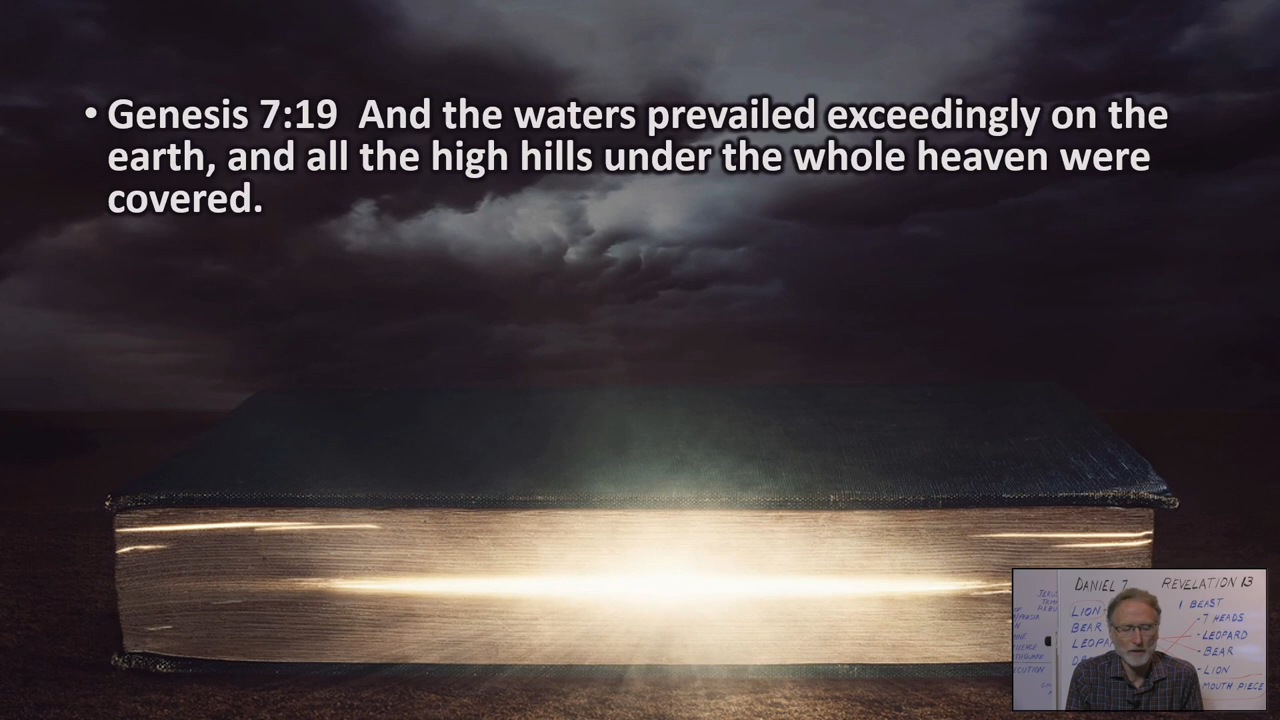 • Genesis 7:19 And the waters prevailed exceedingly on the
earth, and all the high hills under the whole heaven were
covered.
DANIEL 7 REVELATION 13
1 BEAST
LION - 7 HEADS
BEAR - LEOPARD
- BEAR
- LION
MOUTH PIECE